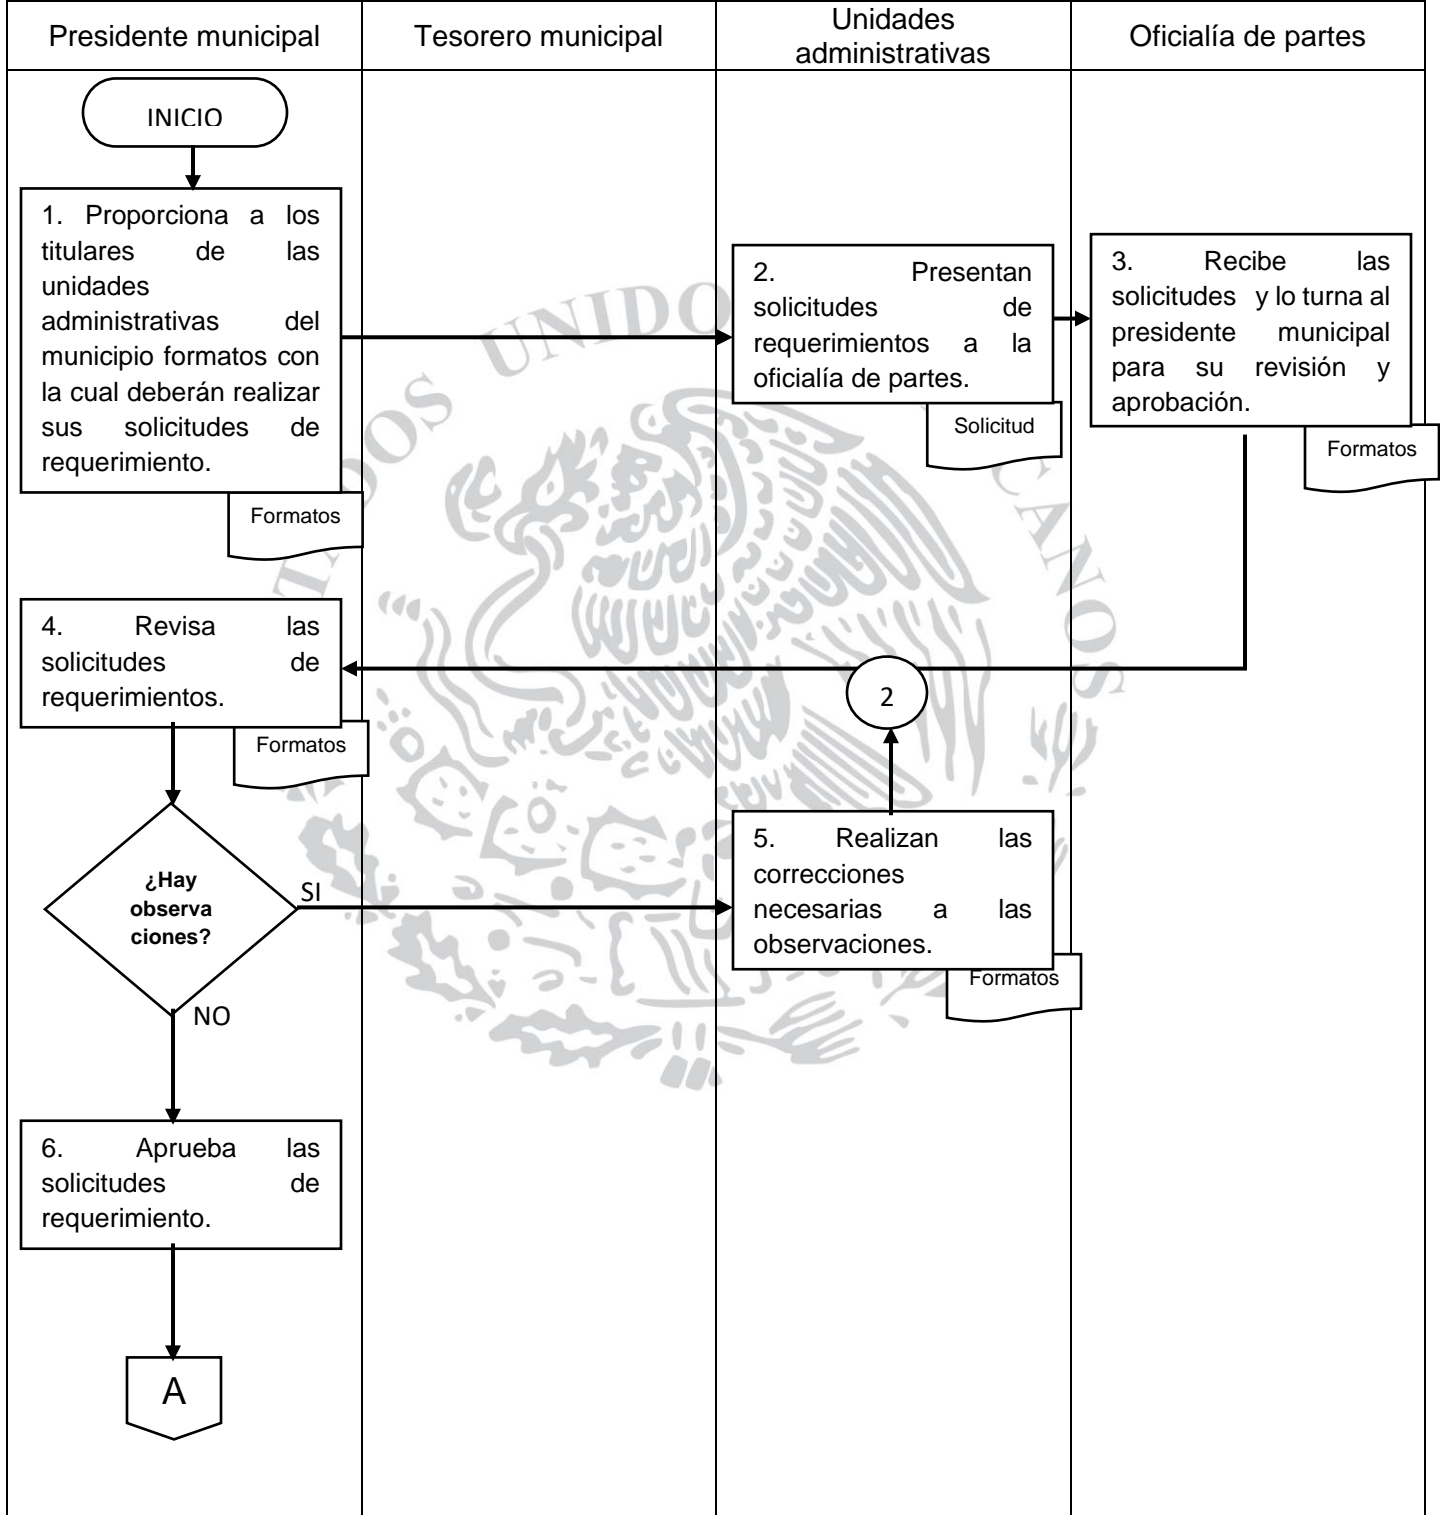 Presidente municipal
Tesorero municipal
Unidades
administrativas
Oficialía de partes
INICIO
1. Proporciona a los
titulares de las
unidades
administrativas del
municipio formatos con
la cual deberán realizar
sus solicitudes de
requerimiento.
Formatos
2. Presentan
solicitudes de
requerimientos a la
oficialía de partes.
Solicitud
3. Recibe las
solicitudes y lo turna al
presidente municipal
para su revisión y
aprobación.
Formatos
4. Revisa las
solicitudes de
requerimientos.
Formatos
2
¿Hay
observa
ciones?
SI
NO
5. Realizan las
correcciones
necesarias a las
observaciones.
Formatos
6. Aprueba las
solicitudes de
requerimiento.
A